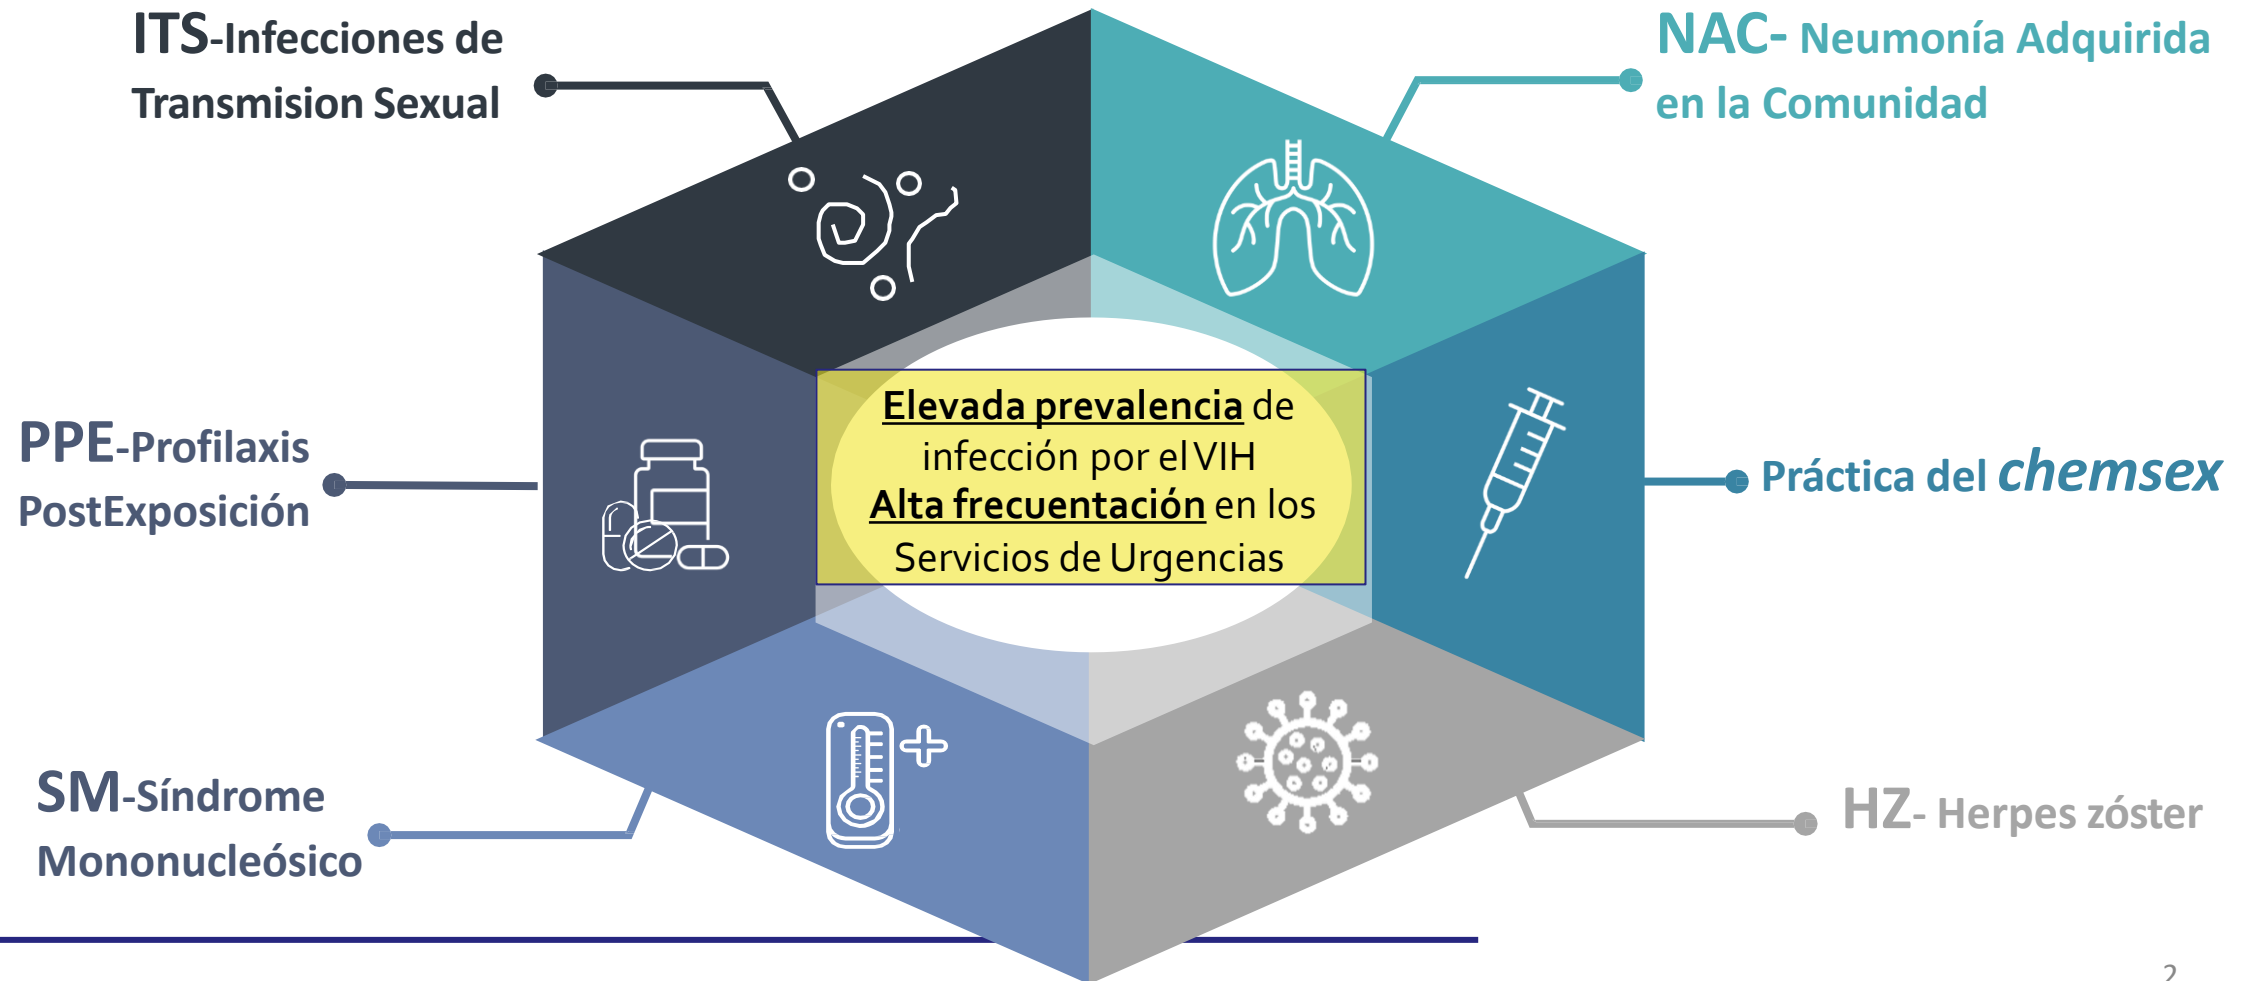 ITS-Infecciones de
Transmision Sexual
NAC- Neumonía Adquirida
en la Comunidad
PPE-Profilaxis
PostExposición
Elevada prevalencia de
infección por el VIH
Alta frecuentación en los
Servicios de Urgencias
Práctica del chemsex
SM-Síndrome
Mononucleósico
HZ- Herpes zóster
2